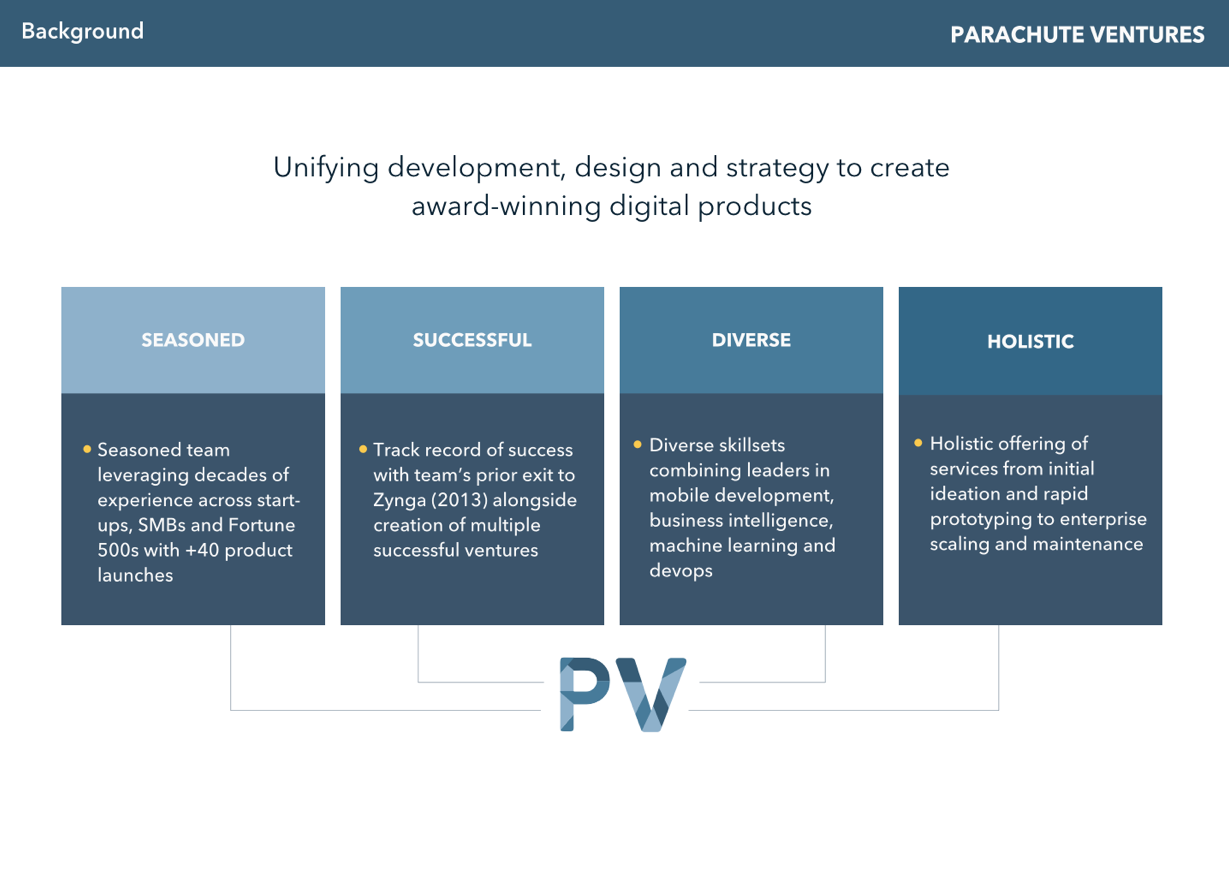 Background
PARACHUTE VENTURES
Unifying development, design and strategy to create
award-winning digital products
SEASONED
Seasoned team
leveraging decades of
experience across start-
ups, SMBs and Fortune
500s with +40 product
launches
SUCCESSFUL
Track record of success
with team’s prior exit to
Zynga (2013) alongside
creation of multiple
successful ventures
DIVERSE
Diverse skillsets
combining leaders in
mobile development,
business intelligence,
machine learning and
devops
HOLISTIC
Holistic offering of
services from initial
ideation and rapid
prototyping to enterprise
scaling and maintenance
PV